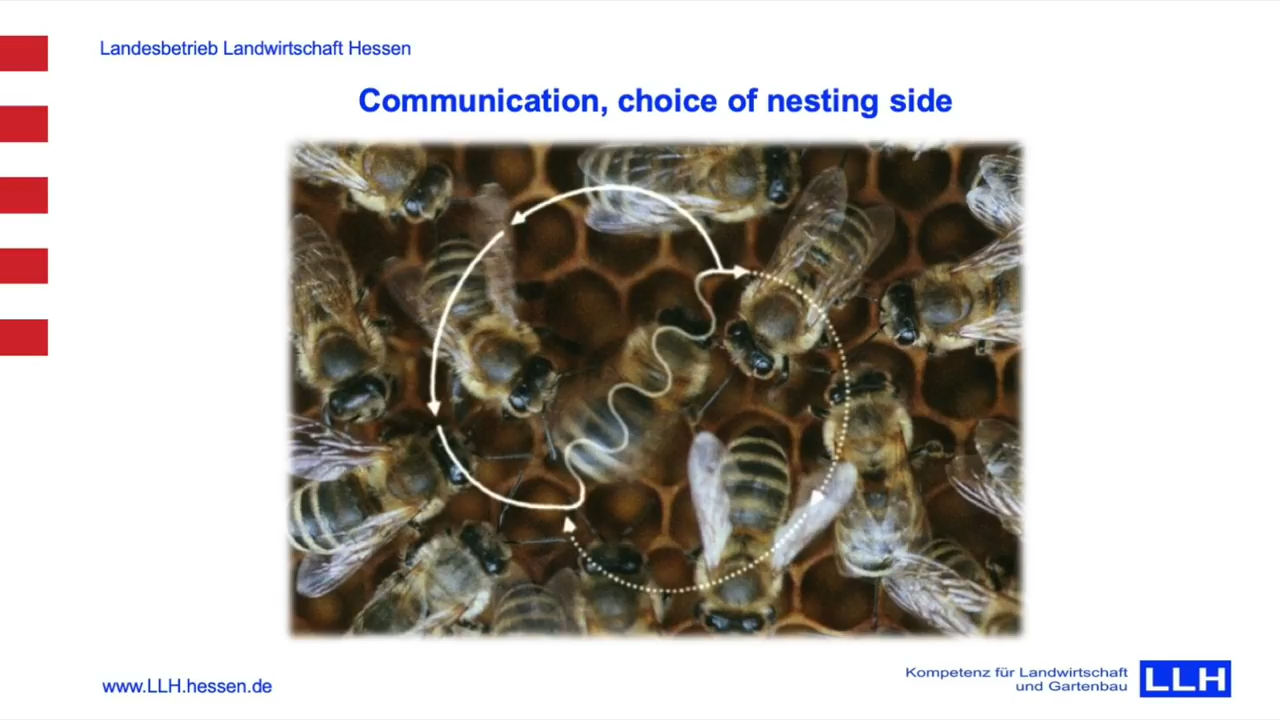 Landesbetrieb Landwirtschaft Hessen
Communication, choice of nesting side
www.LLH.hessen.de
Kompetenz für Landwirtschaft
und Gartenbau
LLH